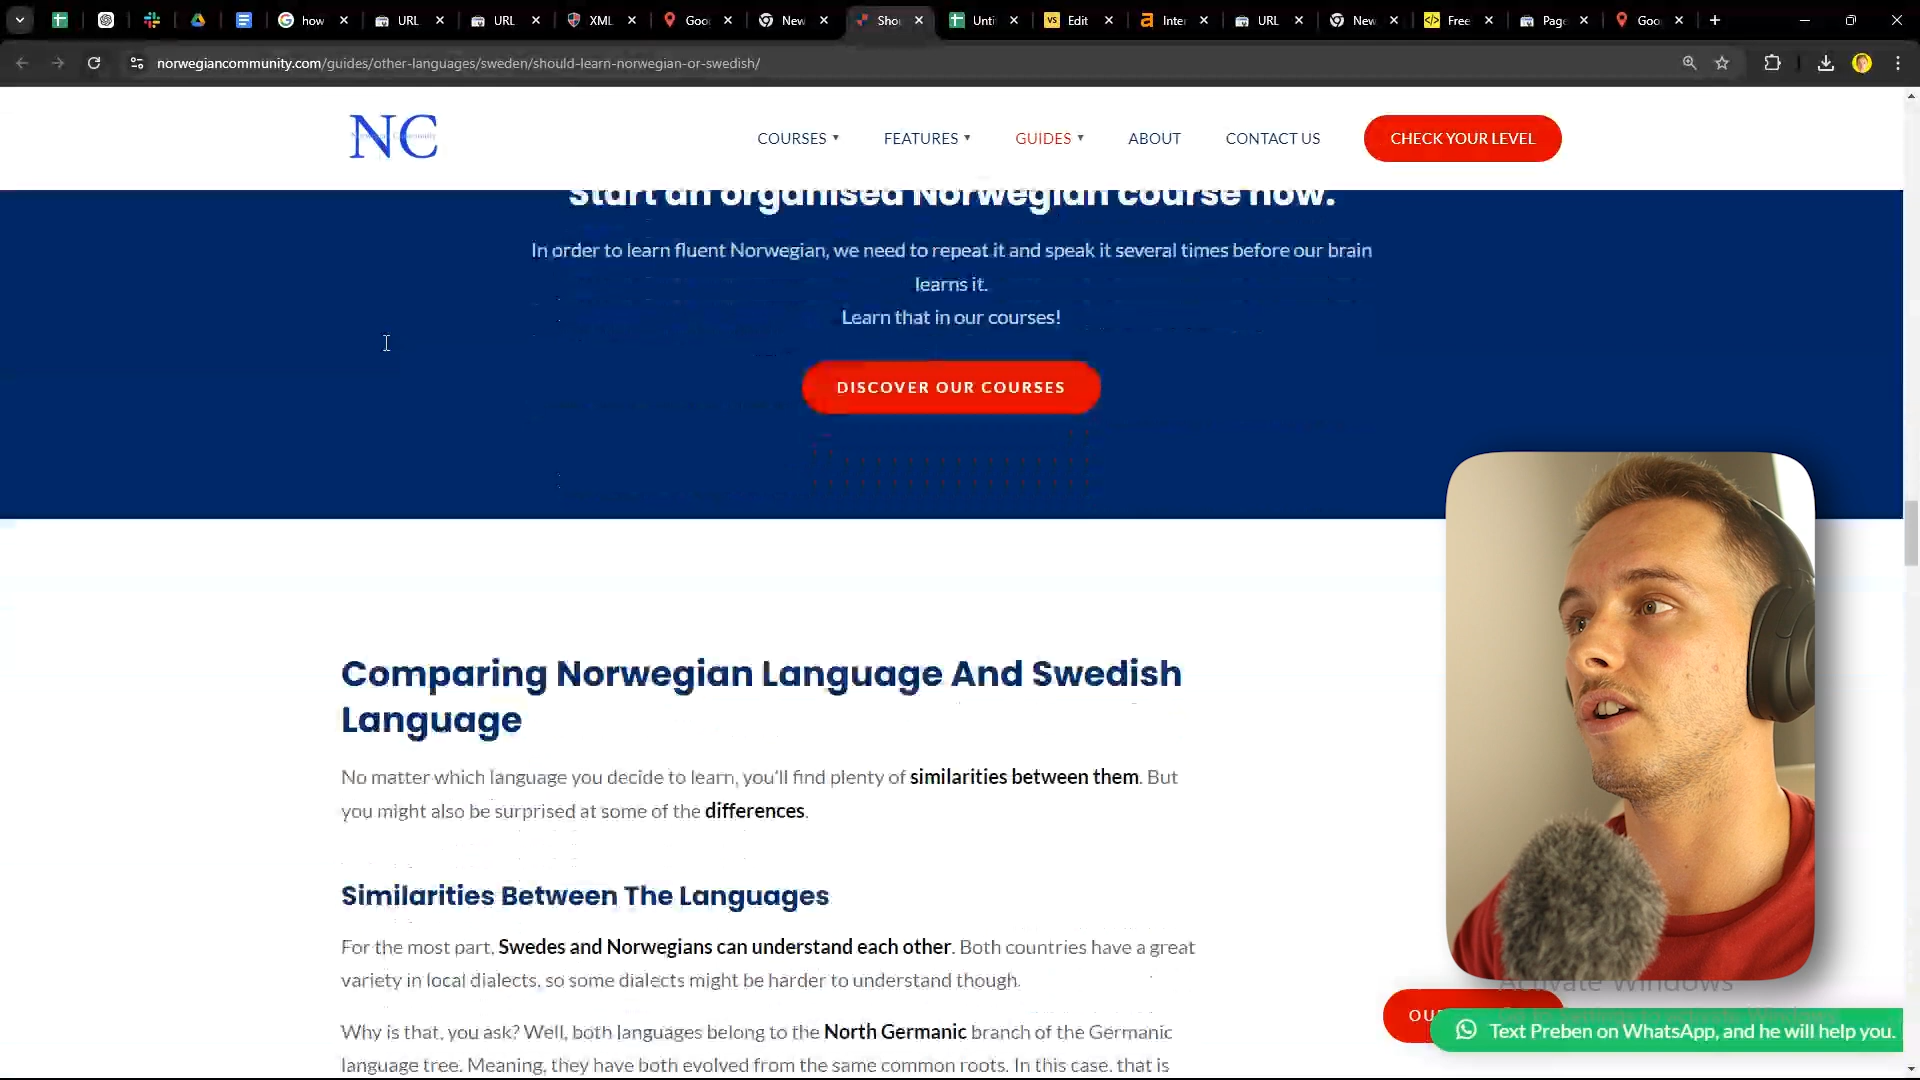 how
URL
URL
XML
Goo
New
Shou
Unti
Edit
Inter
URL
New
Free
Page
Goo
norwegiancommunity.com/guides/other-languages/sweden/should-learn-norwegian-or-swedish/
NC
COURSES
FEATURES
GUIDES
ABOUT
CONTACT US
CHECK YOUR LEVEL
Start an organised Norwegian course now.
In order to learn fluent Norwegian, we need to repeat it and speak it several times before our brain
learns it.
Learn that in our courses!
DISCOVER OUR COURSES
Comparing Norwegian Language And Swedish
Language
No matter which language you decide to learn, you'll find plenty of similarities between them. But
you might also be surprised at some of the differences.
Similarities Between The Languages
For the most part, Swedes and Norwegians can understand each other. Both countries have a great
variety in local dialects, so some dialects might be harder to understand though.
Why is that, you ask? Well, both languages belong to the North Germanic branch of the Germanic
language tree. Meaning, they have both evolved from the same common roots. In this case, that is
Activate Windows
Text Preben on WhatsApp, and he will help you.